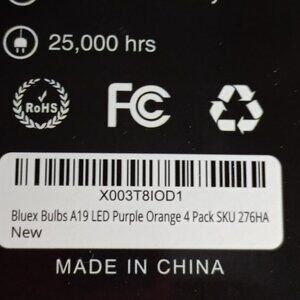 25,000 hrs
RoHS
FC
X003T8IOD1
Bluex Bulbs A19 LED Purple Orange 4 Pack SKU 276HA
New
MADE IN CHINA